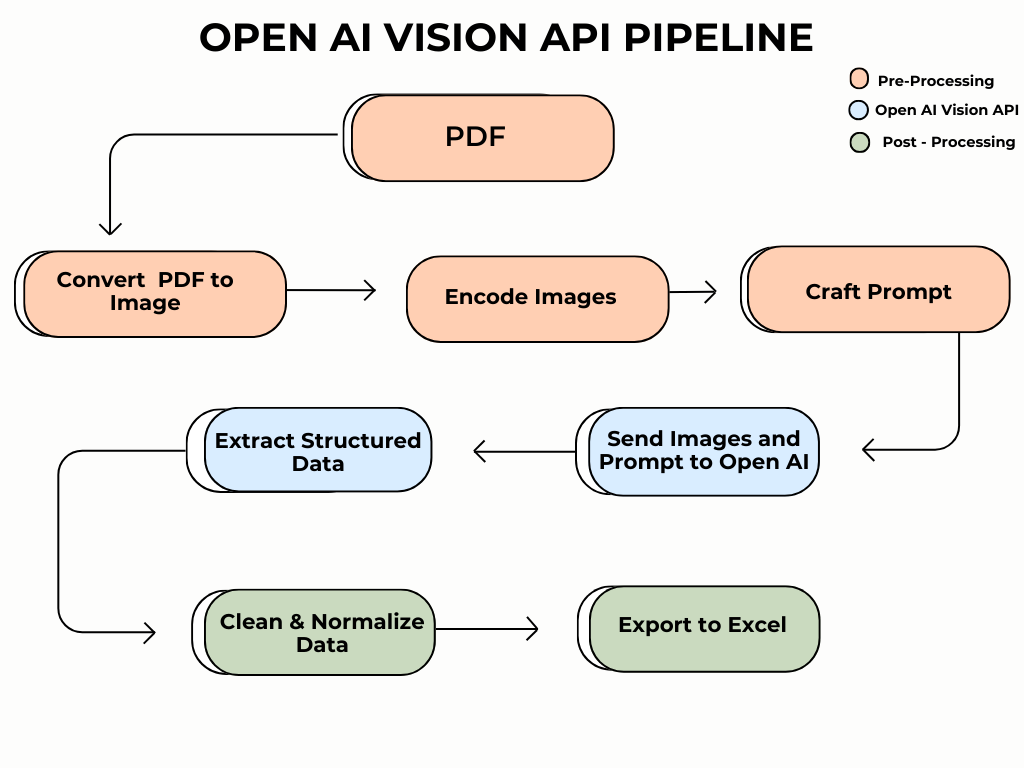 OPEN AI VISION API PIPELINE
Pre-Processing
Open AI Vision API
Post - Processing
PDF
Convert  PDF to
Image
Encode Images
Craft Prompt
Extract Structured
Data
Send Images and
Prompt to Open AI
Clean & Normalize
Data
Export to Excel